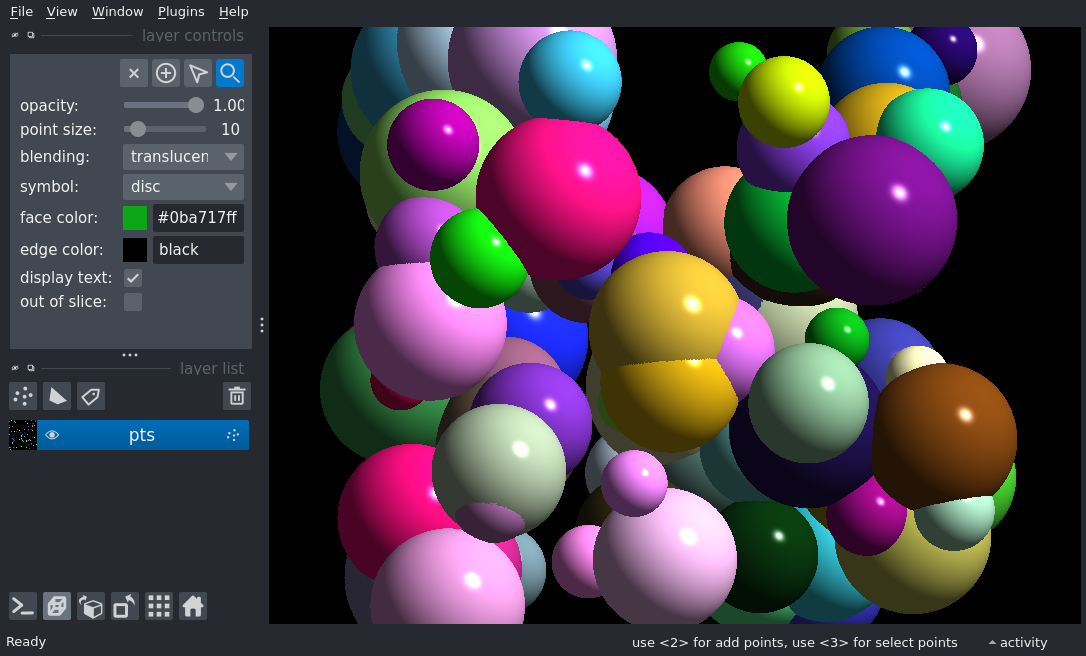 File View Window Plugins Help
layer controls
opacity: 1.00
point size: 10
blending: translucen
symbol: disc
face color: #0ba717ff
edge color: black
display text:
out of slice:
layer list
pts
Ready use <2> for add points, use <3> for select points activity